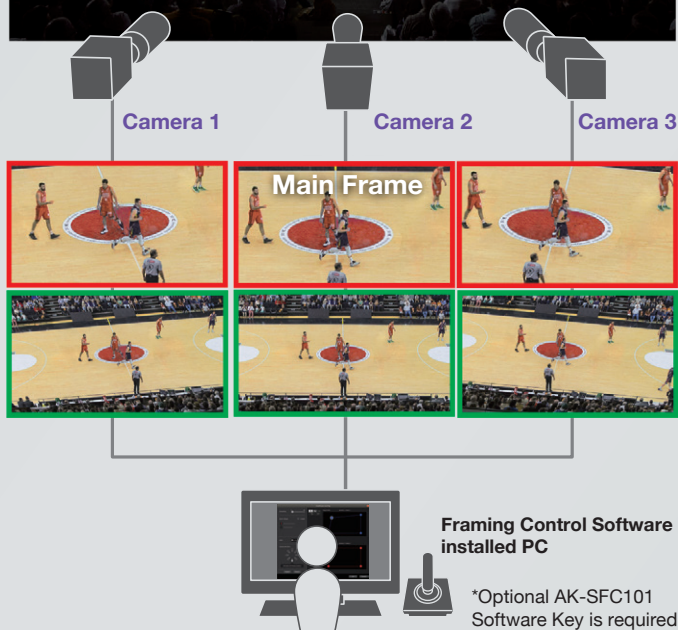 Camera 1
Camera 2
Camera 3
Main Frame
Framing Control Software
installed PC
*Optional AK-SFC101
Software Key is required